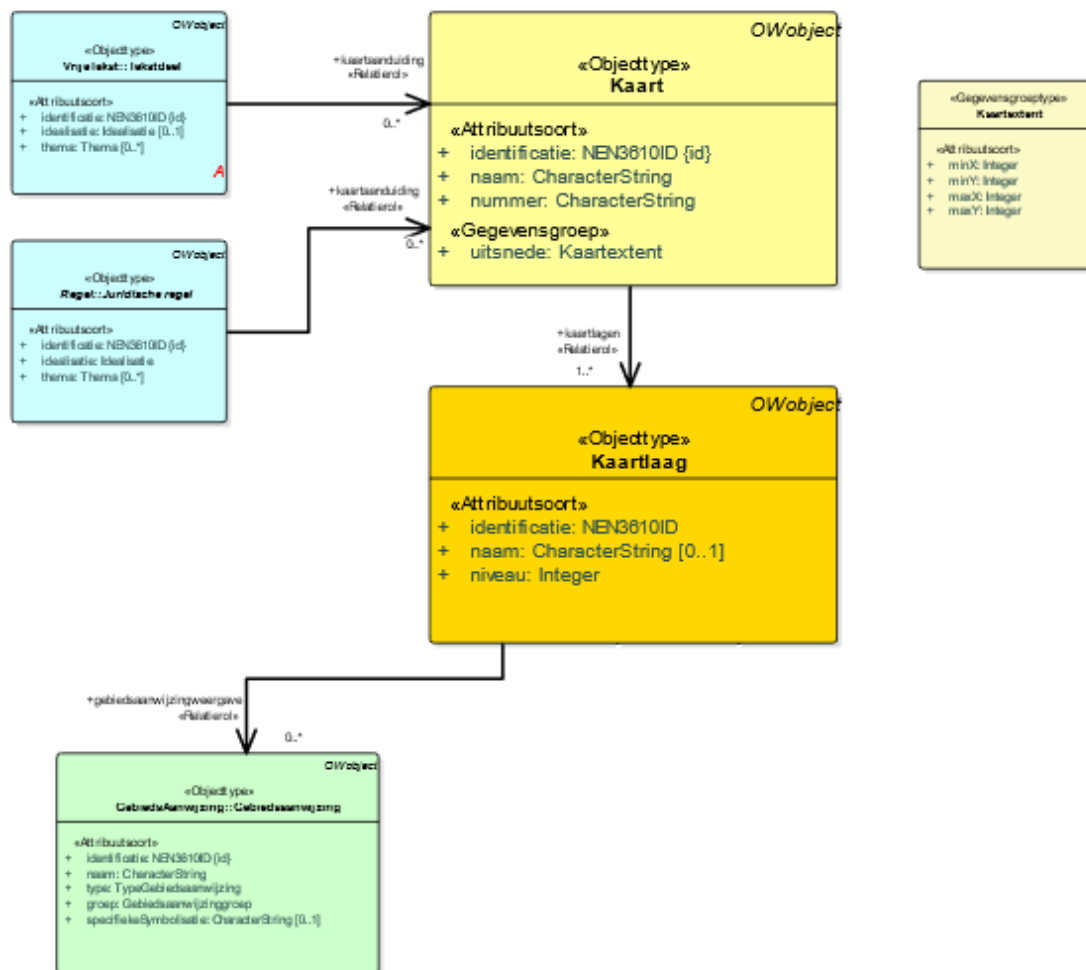 OWobject
«Objecttype»
Vrijetekst:: tekstdeel
«Attribuutsoort»
+ identificatie: NEN3610ID {id}
+ idealisatie: Idealisatie [0..1]
+ thema: Thema [0..*]
A
+kaartaanduiding
«Relatierol»
0..*
OWobject
«Objecttype»
Kaart
«Attribuutsoort»
+ identificatie: NEN3610ID {id}
+ naam: CharacterString
+ nummer: CharacterString
«Gegevensgroep»
+ uitsnede: Kaartextent
«Gegevensgroeptype»
Kaartextent
«Attribuutsoort»
+ minX: Integer
+ minY: Integer
+ maxX: Integer
+ maxY: Integer
+kaartaanduiding
«Relatierol»
0..*
OWobject
«Objecttype»
Regel::Juridische regel
«Attribuutsoort»
+ identificatie: NEN3610ID {id}
+ idealisatie: Idealisatie
+ thema: Thema [0..*]
+kaartlagen
«Relatierol»
1..*
OWobject
«Objecttype»
Kaartlaag
«Attribuutsoort»
+ identificatie: NEN3610ID
+ naam: CharacterString [0..1]
+ niveau: Integer
+gebiedsaanwijzingweergave
«Relatierol»
0..*
OWobject
«Objecttype»
GebiedsAanwijzing::Gebiedsaanwijzing
«Attribuutsoort»
+ identificatie: NEN3610ID {id}
+ naam: CharacterString
+ type: TypeGebiedsaanwijzing
+ groep: Gebiedsaanwijzinggroep
+ specifiekeSymbolisatie: CharacterString [0..1]